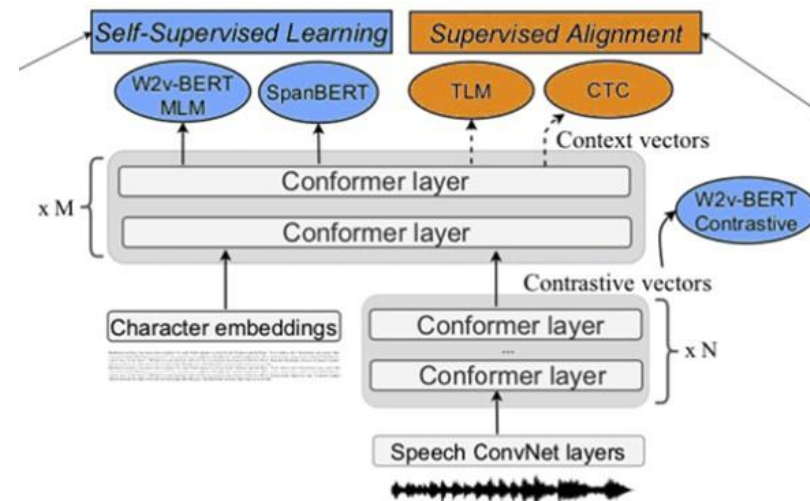 Self-Supervised Learning
Supervised Alignment
W2v-BERT
MLM
SpanBERT
TLM
CTC
Context vectors
Conformer layer
x M
Conformer layer
W2v-BERT
Contrastive
Contrastive vectors
Character embeddings
Conformer layer
...
x N
Conformer layer
Speech ConvNet layers